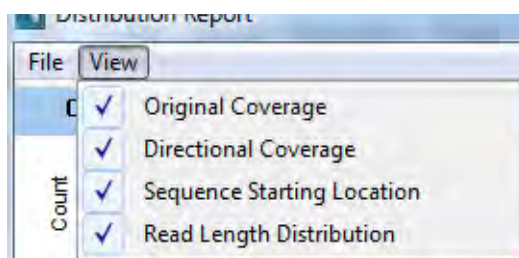 Distribution Report
File View
Original Coverage
Directional Coverage
Count
Sequence Starting Location
Read Length Distribution